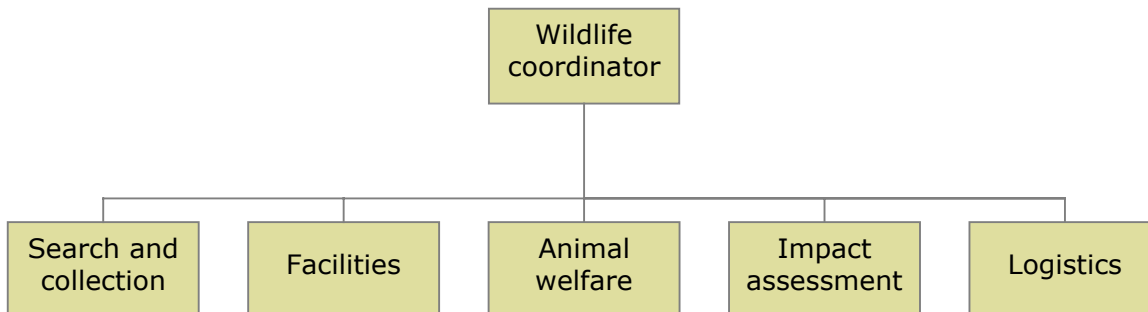 Wildlife
coordinator
Search and
collection
Facilities
Animal
welfare
Impact
assessment
Logistics